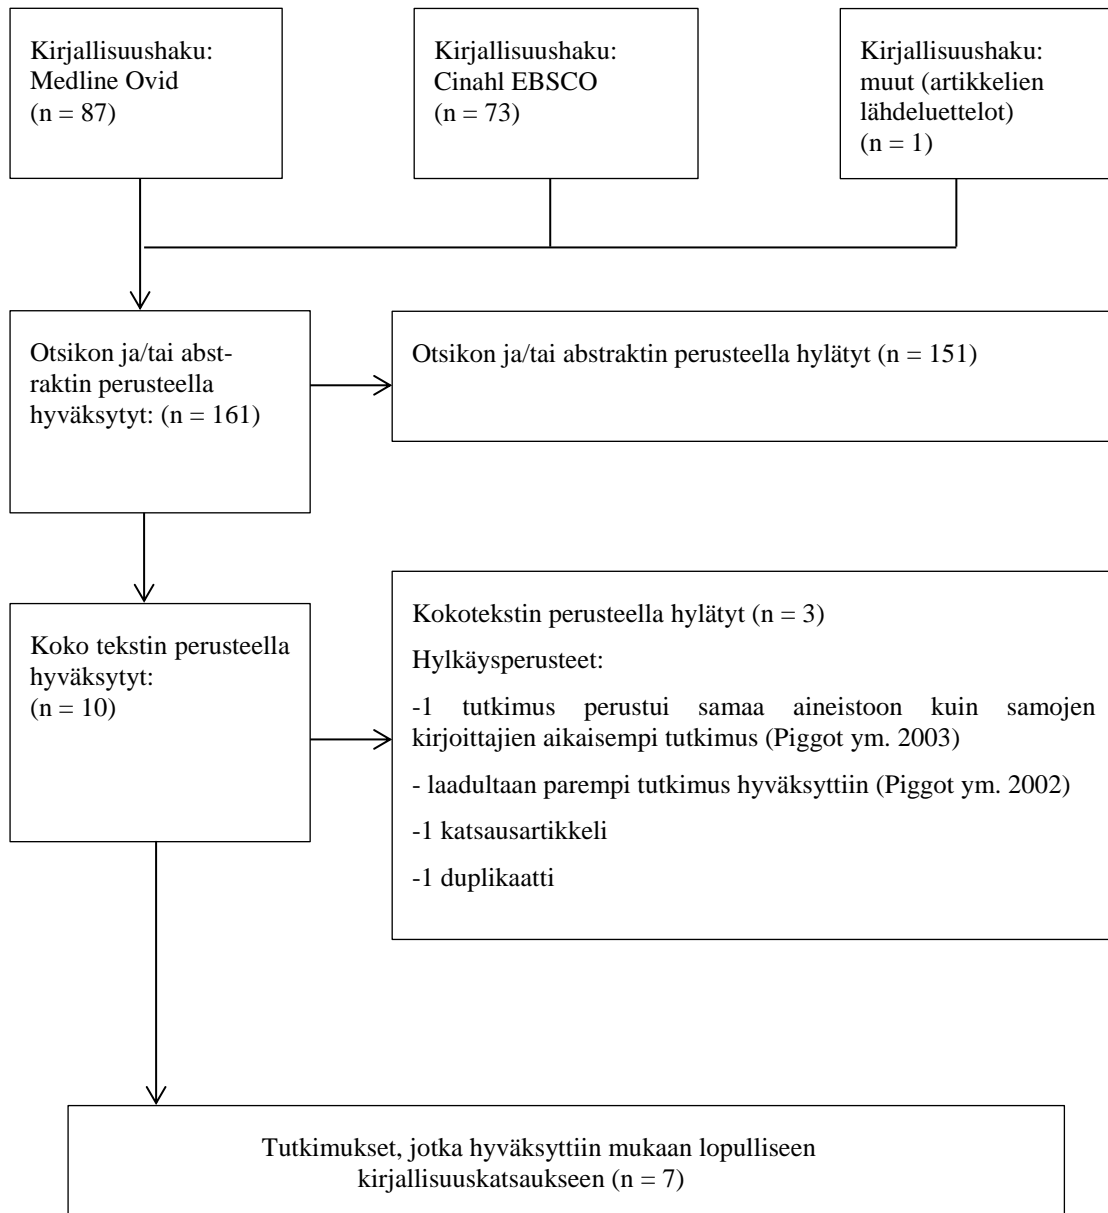 Kirjallisuushaku:
Medline Ovid
(n = 87)
Kirjallisuushaku:
Cinahl EBSCO
(n = 73)
Kirjallisuushaku:
muut (artikkelien
lähdeluettelot)
(n = 1)
Otsikon ja/tai abst-
raktin perusteella
hyväksytyt: (n = 161)
Otsikon ja/tai abstraktin perusteella hylätyt (n = 151)
Koko tekstin perusteella
hyväksytyt:
(n = 10)
Kokotekstin perusteella hylätyt (n = 3)
Hylkäysperusteet:
-1 tutkimus perustui samaa aineistoon kuin samojen
kirjoittajien aikaisempi tutkimus (Piggot ym. 2003)
- laadultaan parempi tutkimus hyväksyttiin (Piggot ym. 2002)
-1 katsausartikkeli
-1 duplikaatti
Tutkimukset, jotka hyväksyttiin mukaan lopulliseen
kirjallisuuskatsaukseen (n = 7)